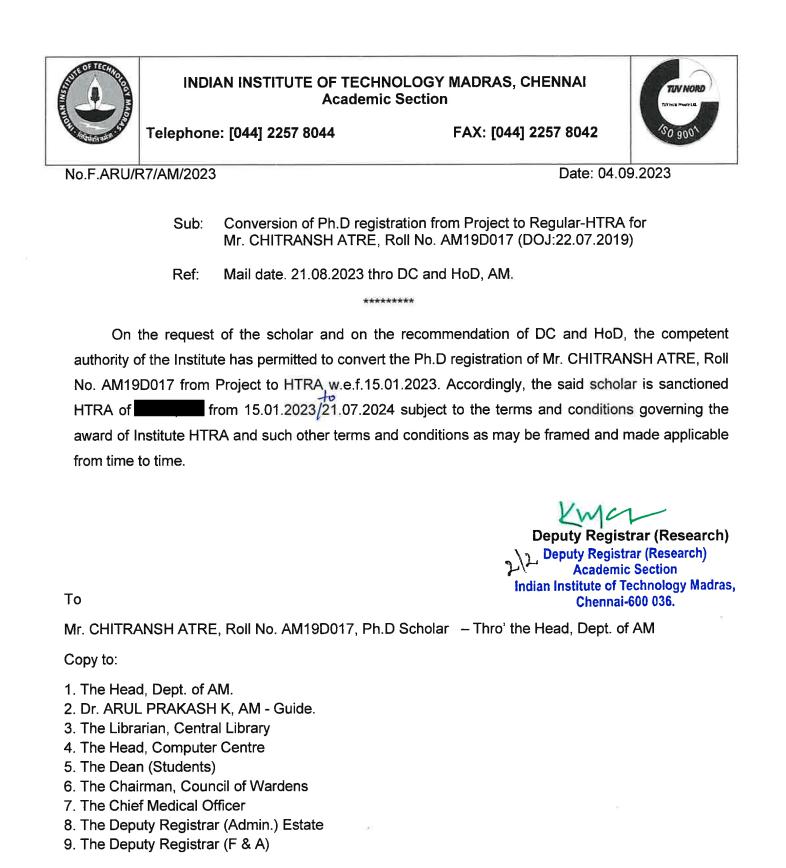 INDIAN INSTITUTE OF TECHNOLOGY MADRAS, CHENNAI
Academic Section
Telephone: [044] 2257 8044 FAX: [044] 2257 8042
INDIAN INSTITUTE OF TECHNOLOGY MADRAS
TUV NORD
ISO 9001
No.F.ARU/R7/AM/2023 Date: 04.09.2023
Sub: Conversion of Ph.D registration from Project to Regular-HTRA for
Mr. CHITRANSH ATRE, Roll No. AM19D017 (DOJ:22.07.2019)
Ref: Mail date. 21.08.2023 thro DC and HoD, AM.
*********
On the request of the scholar and on the recommendation of DC and HoD, the competent
authority of the Institute has permitted to convert the Ph.D registration of Mr. CHITRANSH ATRE, Roll
No. AM19D017 from Project to HTRA w.e.f.15.01.2023. Accordingly, the said scholar is sanctioned
to
HTRA of from 15.01.2023/21.07.2024 subject to the terms and conditions governing the
award of Institute HTRA and such other terms and conditions as may be framed and made applicable
from time to time.
Deputy Registrar (Research)
Deputy Registrar (Research)
Academic Section
Indian Institute of Technology Madras,
Chennai-600 036.
To
Mr. CHITRANSH ATRE, Roll No. AM19D017, Ph.D Scholar – Thro' the Head, Dept. of AM
Copy to:
1. The Head, Dept. of AM.
2. Dr. ARUL PRAKASH K, AM - Guide.
3. The Librarian, Central Library
4. The Head, Computer Centre
5. The Dean (Students)
6. The Chairman, Council of Wardens
7. The Chief Medical Officer
8. The Deputy Registrar (Admin.) Estate
9. The Deputy Registrar (F & A)